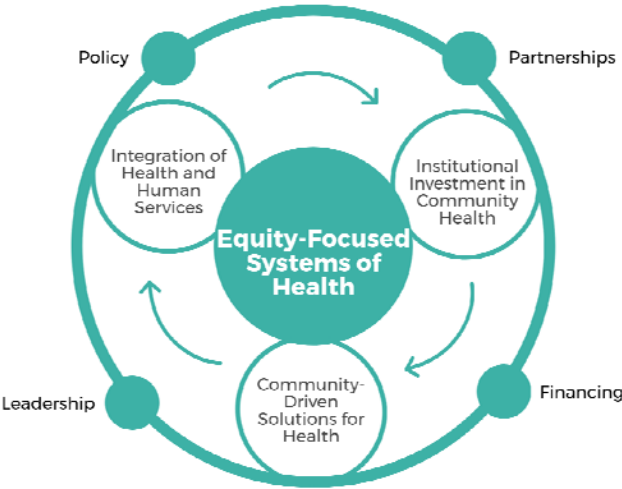 Policy
Partnerships
Integration of
Health and
Human
Services
Institutional
Investment in
Community
Health
Equity-Focused
Systems of
Health
Community-
Driven
Solutions for
Health
Leadership
Financing